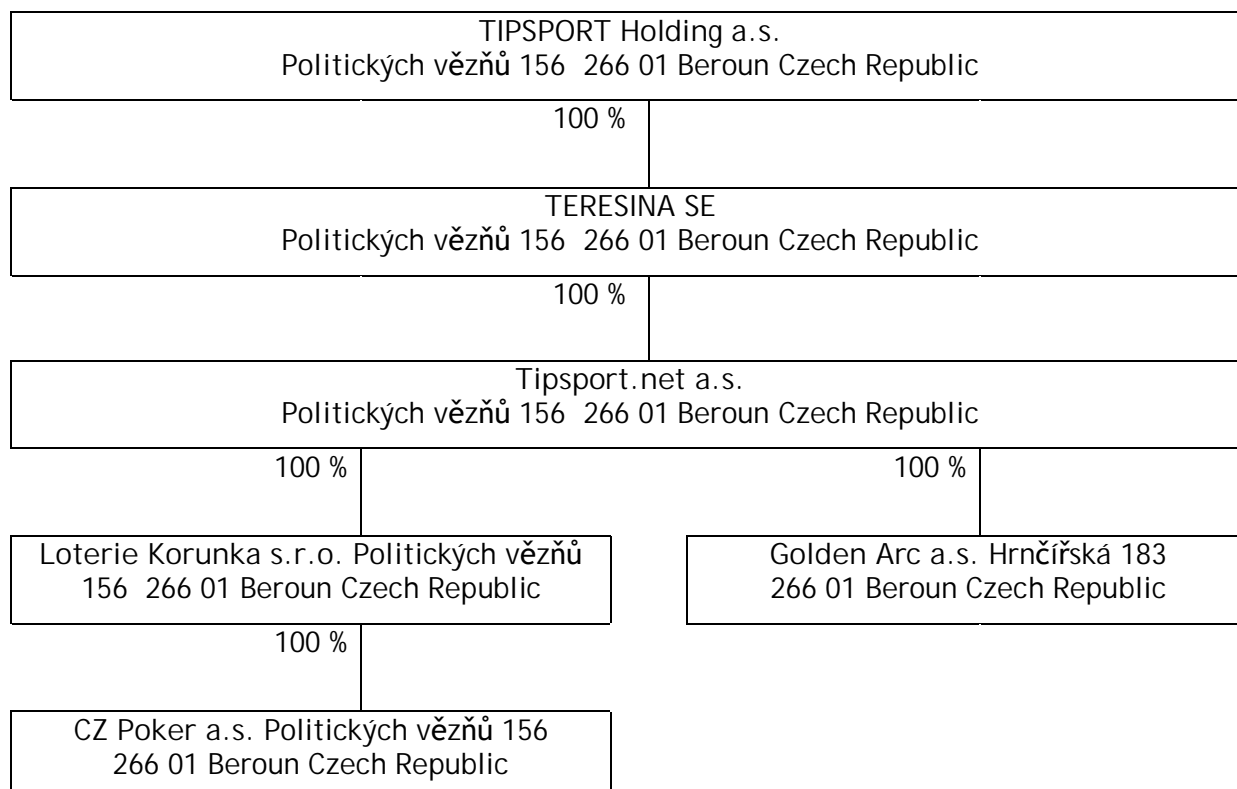 TIPSPORT Holding a.s.
Politických vězňů 156 266 01 Beroun Czech Republic
100 %
TERESINA SE
Politických vězňů 156 266 01 Beroun Czech Republic
100 %
Tipsport.net a.s.
Politických vězňů 156 266 01 Beroun Czech Republic
100 %
100 %
Loterie Korunka s.r.o. Politických vězňů
156 266 01 Beroun Czech Republic
Golden Arc a.s. Hrnčířská 183
266 01 Beroun Czech Republic
100 %
CZ Poker a.s. Politických vězňů 156
266 01 Beroun Czech Republic